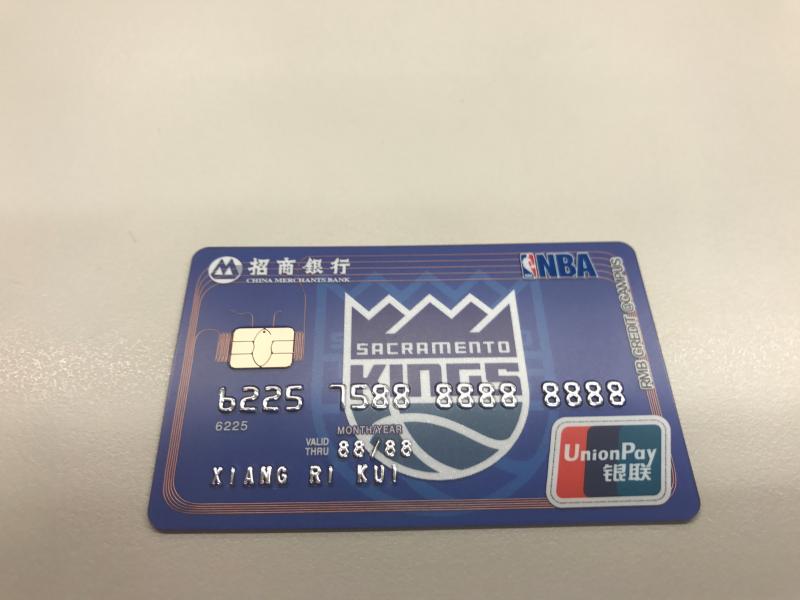 招商银行
CHINA MERCHANTS BANK
NBA
RMB CREDIT @CAMPUS
SACRAMENTO
KINGS
6225 7588 8888 8888
6225
MONTH/YEAR
VALID THRU 88/88
XIANG RI KUI
UnionPay
银联